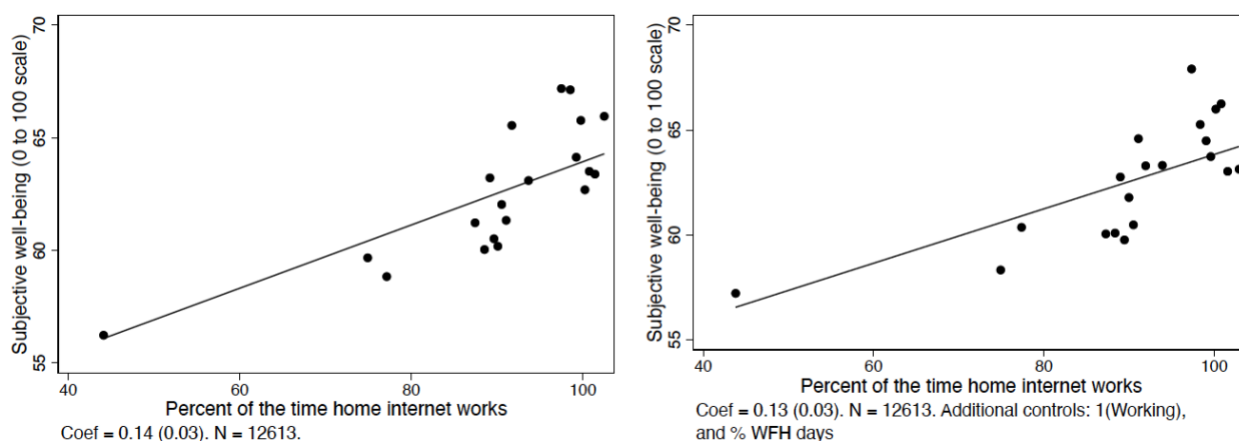 Subjective well-being (0 to 100 scale)
70
65
60
55
40
60
80
100
Percent of the time home internet works
Coef = 0.14 (0.03). N = 12613.
Subjective well-being (0 to 100 scale)
70
65
60
55
40
60
80
100
Percent of the time home internet works
Coef = 0.13 (0.03). N = 12613. Additional controls: 1(Working),
and % WFH days